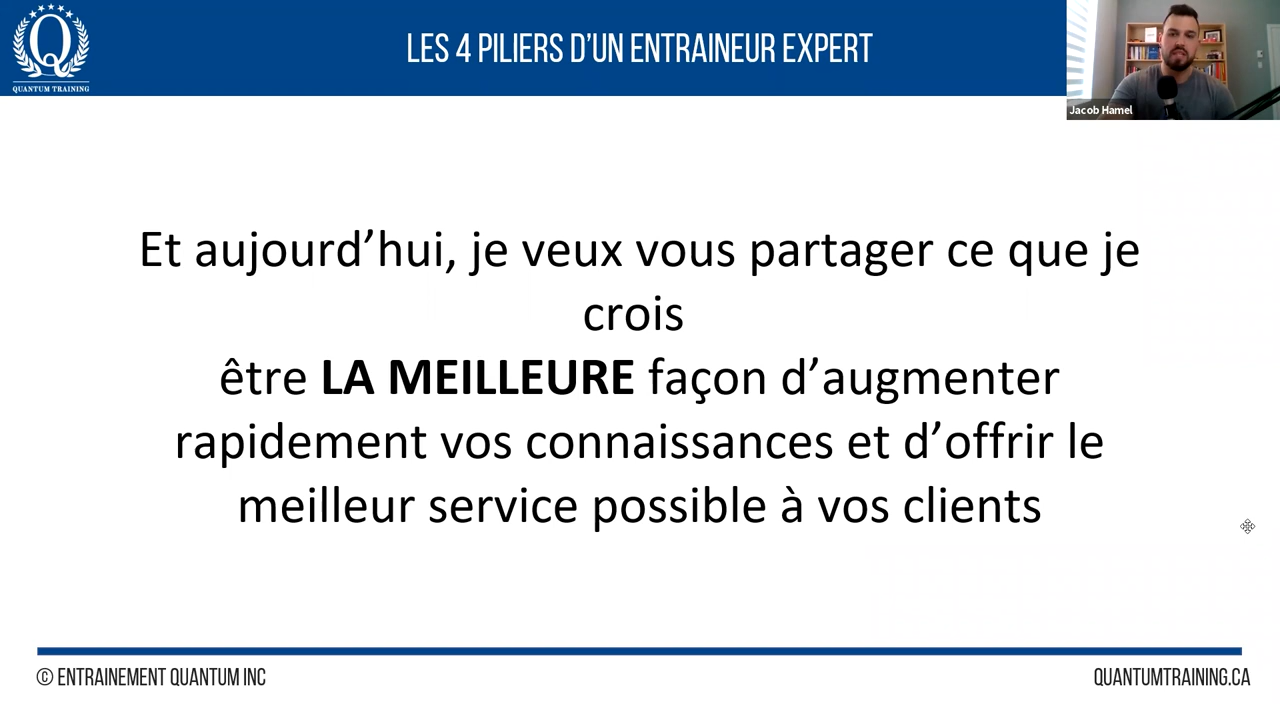 Q
QUANTUM TRAINING
LES 4 PILIERS D’UN ENTRAINEUR EXPERT
Jacob Hamel
Et aujourd’hui, je veux vous partager ce que je
crois
être LA MEILLEURE façon d’augmenter
rapidement vos connaissances et d’offrir le
meilleur service possible à vos clients
© ENTRAINEMENT QUANTUM INC
QUANTUMTRAINING.CA